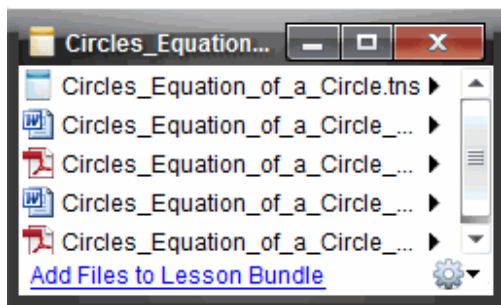 Circles_Equation...
Circles_Equation_of_a_Circle.tns
Circles_Equation_of_a_Circle_...
Circles_Equation_of_a_Circle_...
Circles_Equation_of_a_Circle_...
Circles_Equation_of_a_Circle_...
Add Files to Lesson Bundle